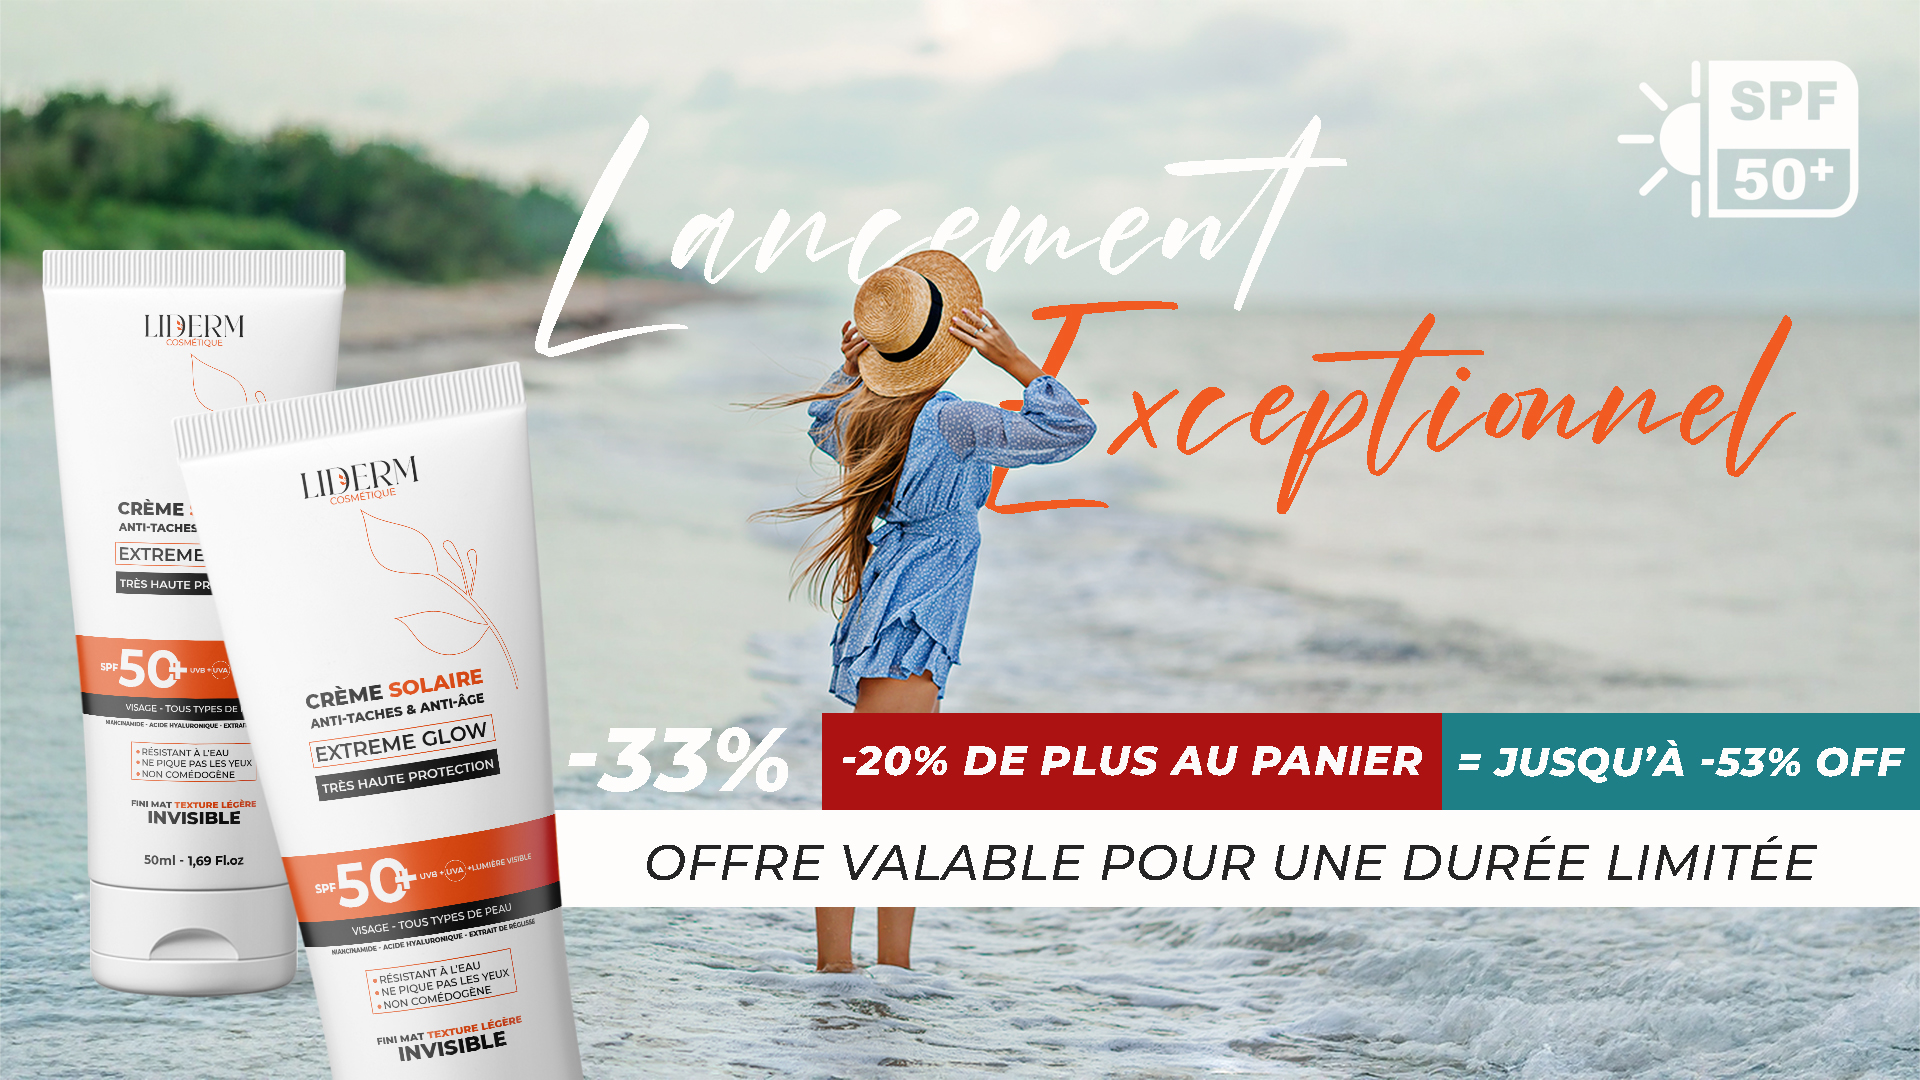 Lancement
Exceptionnel
SPF
50+
LIDERM
COSMÉTIQUE
CRÈME
ANTI-TACHES
EXTREME
TRÈS HAUTE
SPF 50+ UVB + UVA
VISAGE - TOUS TYPES DE
NIANCINAMIDE - ACIDE HYALURONIQUE -
• RÉSISTANT À L'EAU
• NE PIQUE PAS LES YEUX
• NON COMÉDOGÈNE
FINI MAT TEXTURE LÉGÈRE
INVISIBLE
50ml - 1,69 Fl.oz
LIDERM
COSMÉTIQUE
CRÈME SOLAIRE
ANTI-TACHES & ANTI-ÂGE
EXTREME GLOW
TRÈS HAUTE PROTECTION
SPF 50+ UVB + UVA +LUMIÈRE VISIBLE
VISAGE - TOUS TYPES DE PEAU
NIANCINAMIDE - ACIDE HYALURONIQUE - EXTRAIT DE RÉGLISSE
• RÉSISTANT À L'EAU
• NE PIQUE PAS LES YEUX
• NON COMÉDOGÈNE
FINI MAT TEXTURE LÉGÈRE
INVISIBLE
-33% -20% DE PLUS AU PANIER = JUSQU'À -53% OFF
OFFRE VALABLE POUR UNE DURÉE LIMITÉE